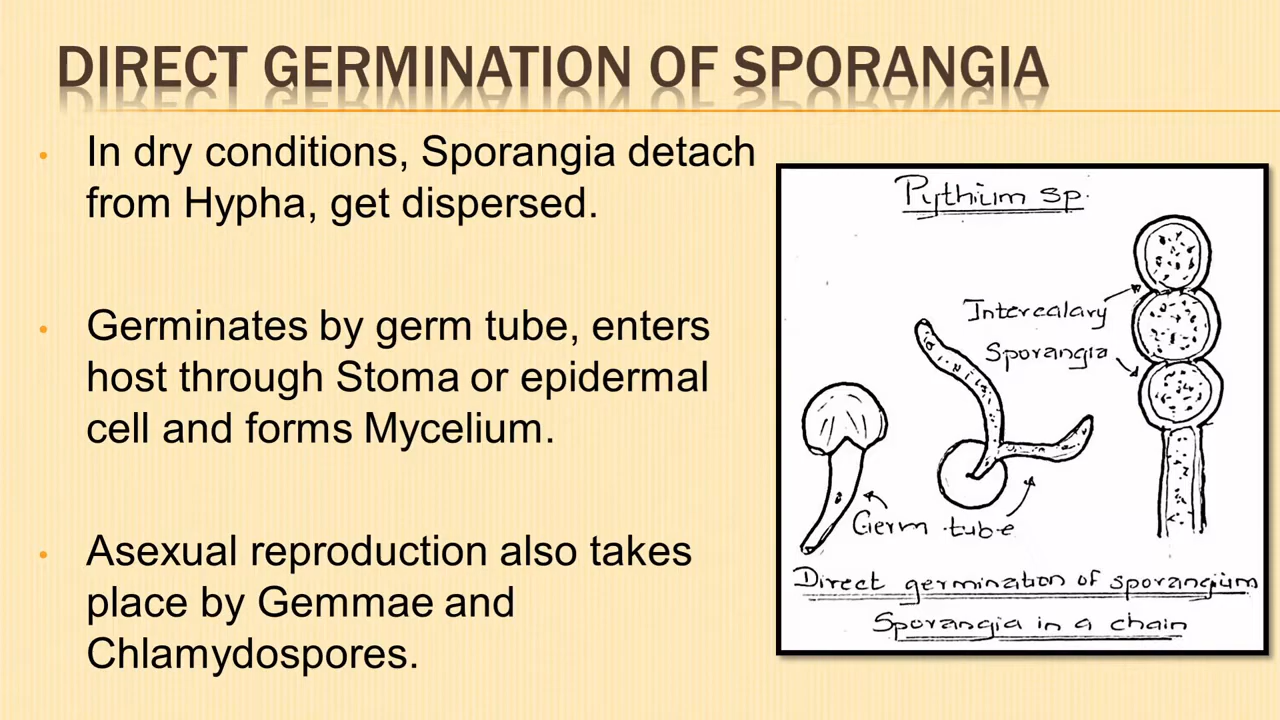 DIRECT GERMINATION OF SPORANGIA
• In dry conditions, Sporangia detach
from Hypha, get dispersed.
• Germinates by germ tube, enters
host through Stoma or epidermal
cell and forms Mycelium.
• Asexual reproduction also takes
place by Gemmae and
Chlamydospores.
Pythium sp.
Intercalary
Sporangia
Germ tube
Direct germination of sporangium
Sporangia in a chain